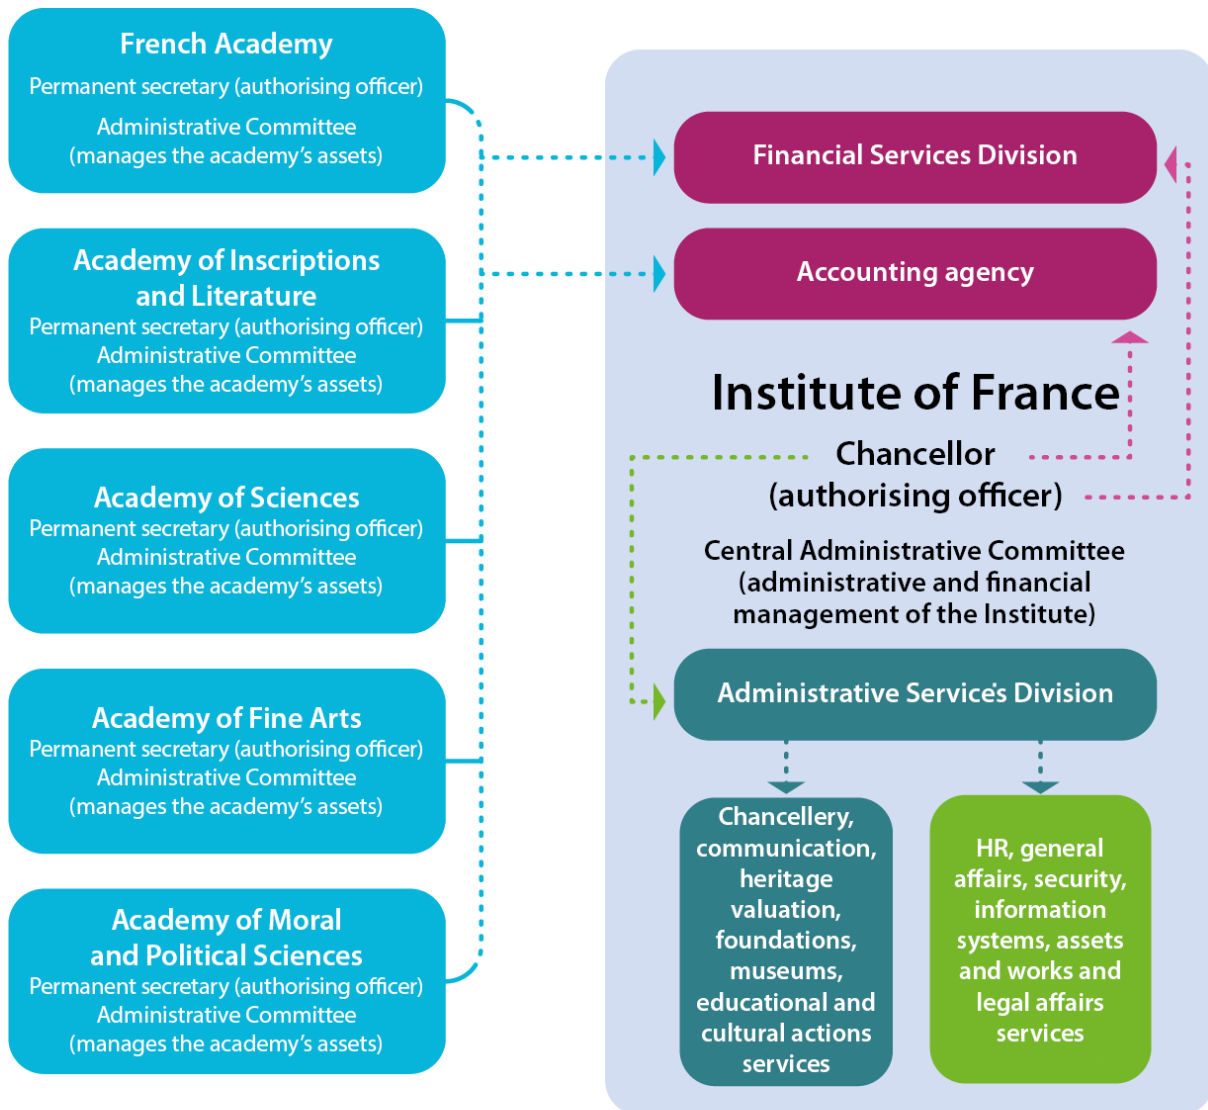 French Academy
Permanent secretary (authorising officer)
Administrative Committee
(manages the academy's assets)
Academy of Inscriptions
and Literature
Permanent secretary (authorising officer)
Administrative Committee
(manages the academy's assets)
Academy of Sciences
Permanent secretary (authorising officer)
Administrative Committee
(manages the academy's assets)
Academy of Fine Arts
Permanent secretary (authorising officer)
Administrative Committee
(manages the academy's assets)
Academy of Moral
and Political Sciences
Permanent secretary (authorising officer)
Administrative Committee
(manages the academy's assets)
Financial Services Division
Accounting agency
Institute of France
Chancellor
(authorising officer)
Central Administrative Committee
(administrative and financial
management of the Institute)
Administrative Service's Division
Chancellery,
communication,
heritage
valuation,
foundations,
museums,
educational and
cultural actions
services
HR, general
affairs, security,
information
systems, assets
and works and
legal affairs
services